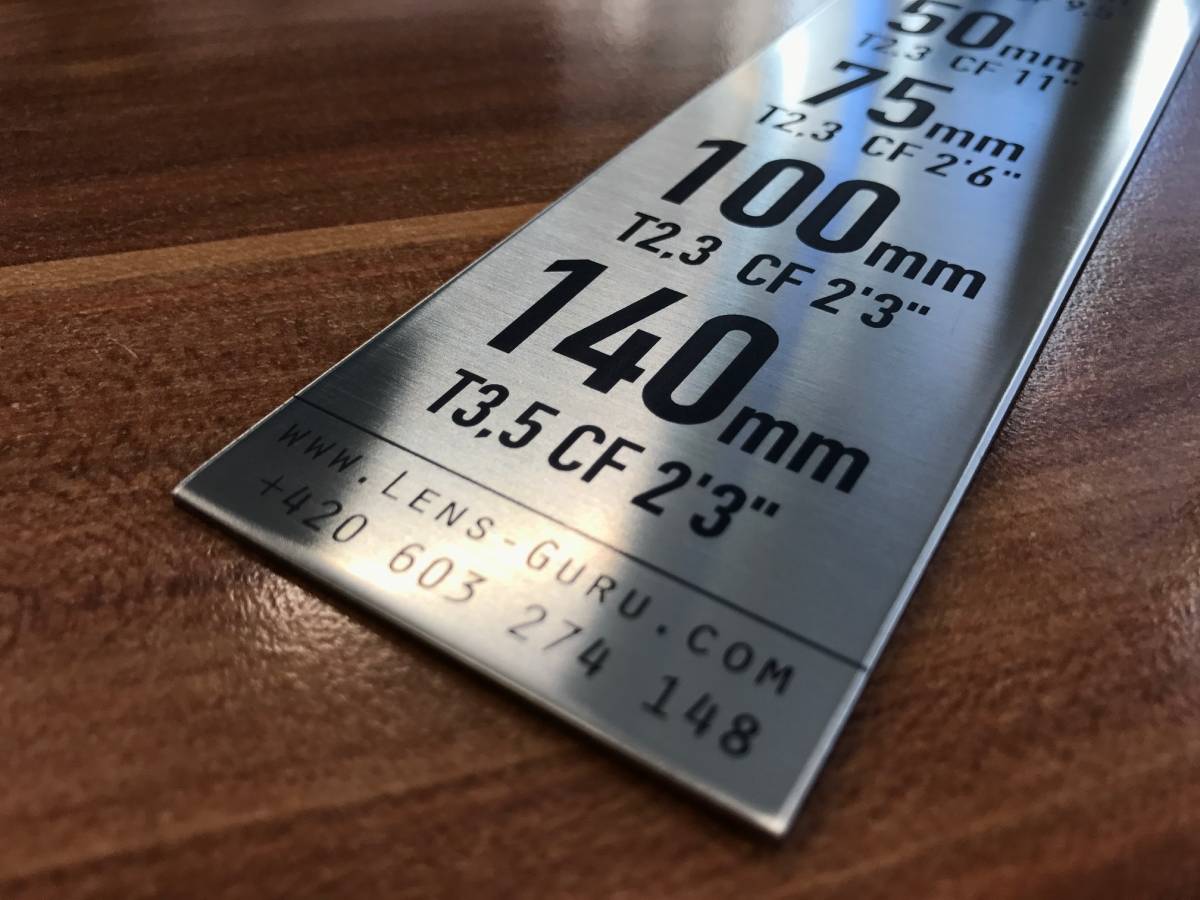 50mm
T2.3 CF 11"
75mm
T2.3 CF 2'6"
100mm
T2.3 CF 2'3"
140mm
T3.5 CF 2'3"
www.LENS-GURU.COM
+420 603 274 148